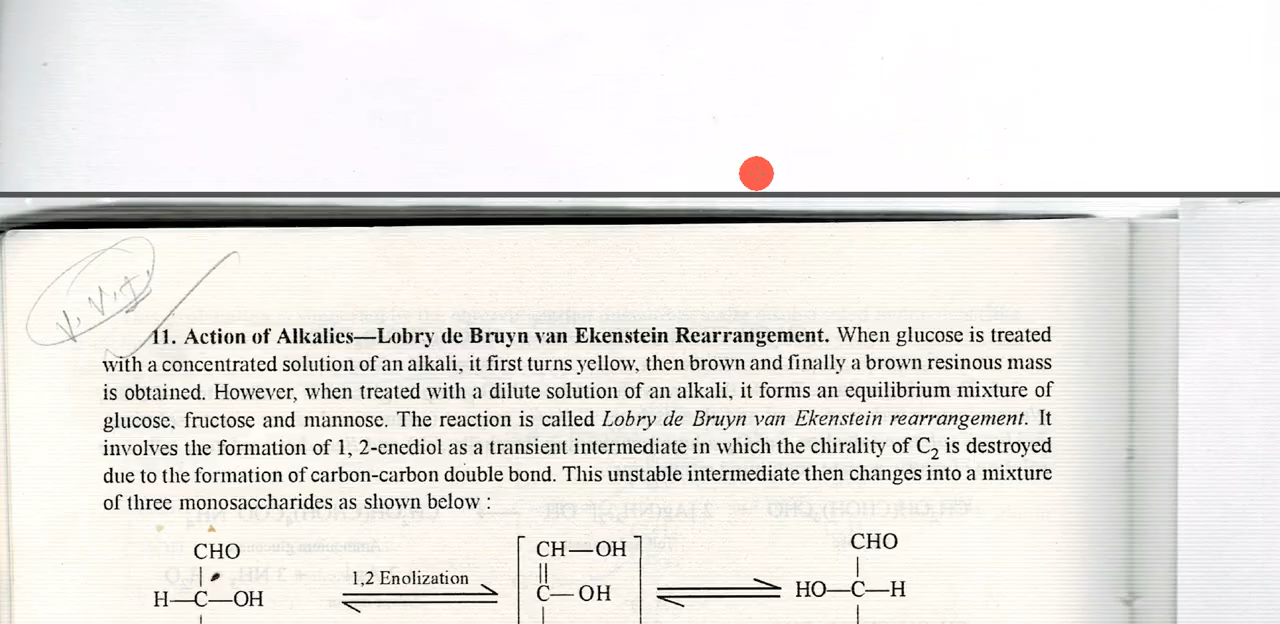 V. V. I.
11. Action of Alkalies—Lobry de Bruyn van Ekenstein Rearrangement. When glucose is treated
with a concentrated solution of an alkali, it first turns yellow, then brown and finally a brown resinous mass
is obtained. However, when treated with a dilute solution of an alkali, it forms an equilibrium mixture of
glucose, fructose and mannose. The reaction is called Lobry de Bruyn van Ekenstein rearrangement. It
involves the formation of 1, 2-enediol as a transient intermediate in which the chirality of C₂ is destroyed
due to the formation of carbon-carbon double bond. This unstable intermediate then changes into a mixture
of three monosaccharides as shown below :
CHO CH—OH CHO
1,2 Enolization
H—C—OH C—OH HO—C—H